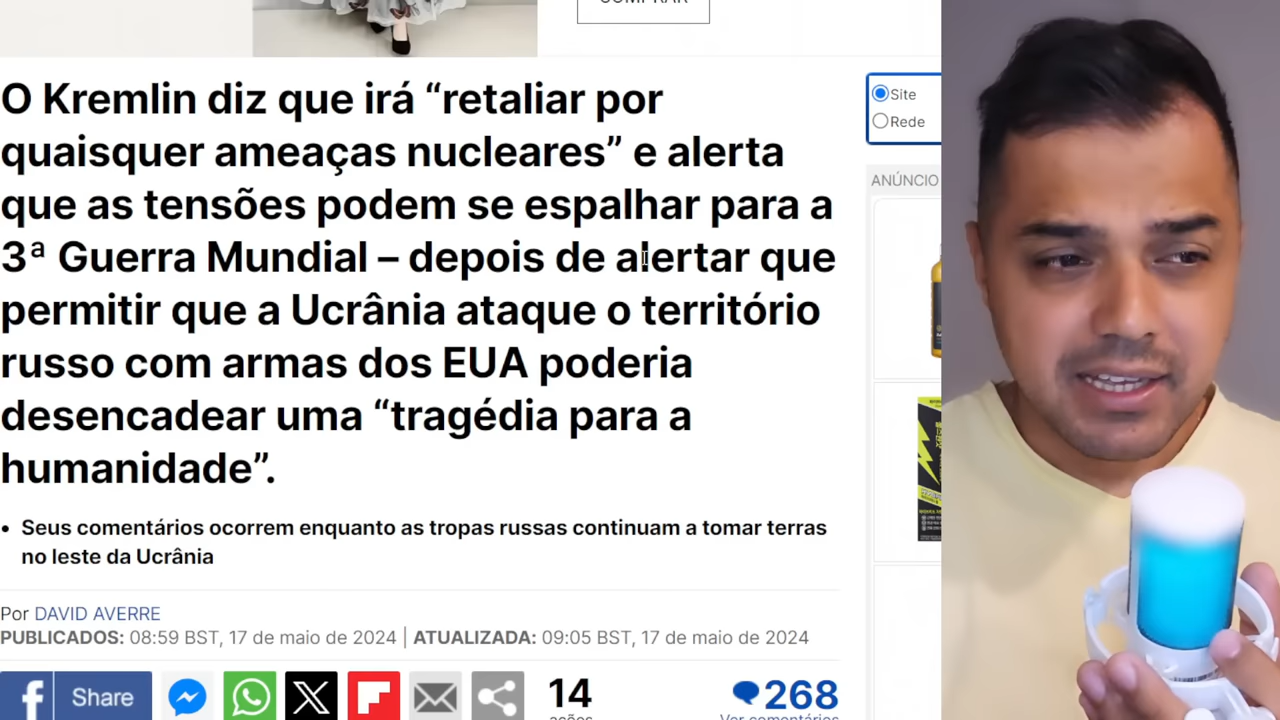 COMPRAR
O Kremlin diz que irá “retaliar por
quaisquer ameaças nucleares” e alerta
que as tensões podem se espalhar para a
3ª Guerra Mundial – depois de alertar que
permitir que a Ucrânia ataque o território
russo com armas dos EUA poderia
desencadear uma “tragédia para a
humanidade”.
• Seus comentários ocorrem enquanto as tropas russas continuam a tomar terras
no leste da Ucrânia
Por DAVID AVERRE
PUBLICADOS: 08:59 BST, 17 de maio de 2024 | ATUALIZADA: 09:05 BST, 17 de maio de 2024
Share
14
ações
268
Ver comentários
Site
Rede
ANÚNCIO